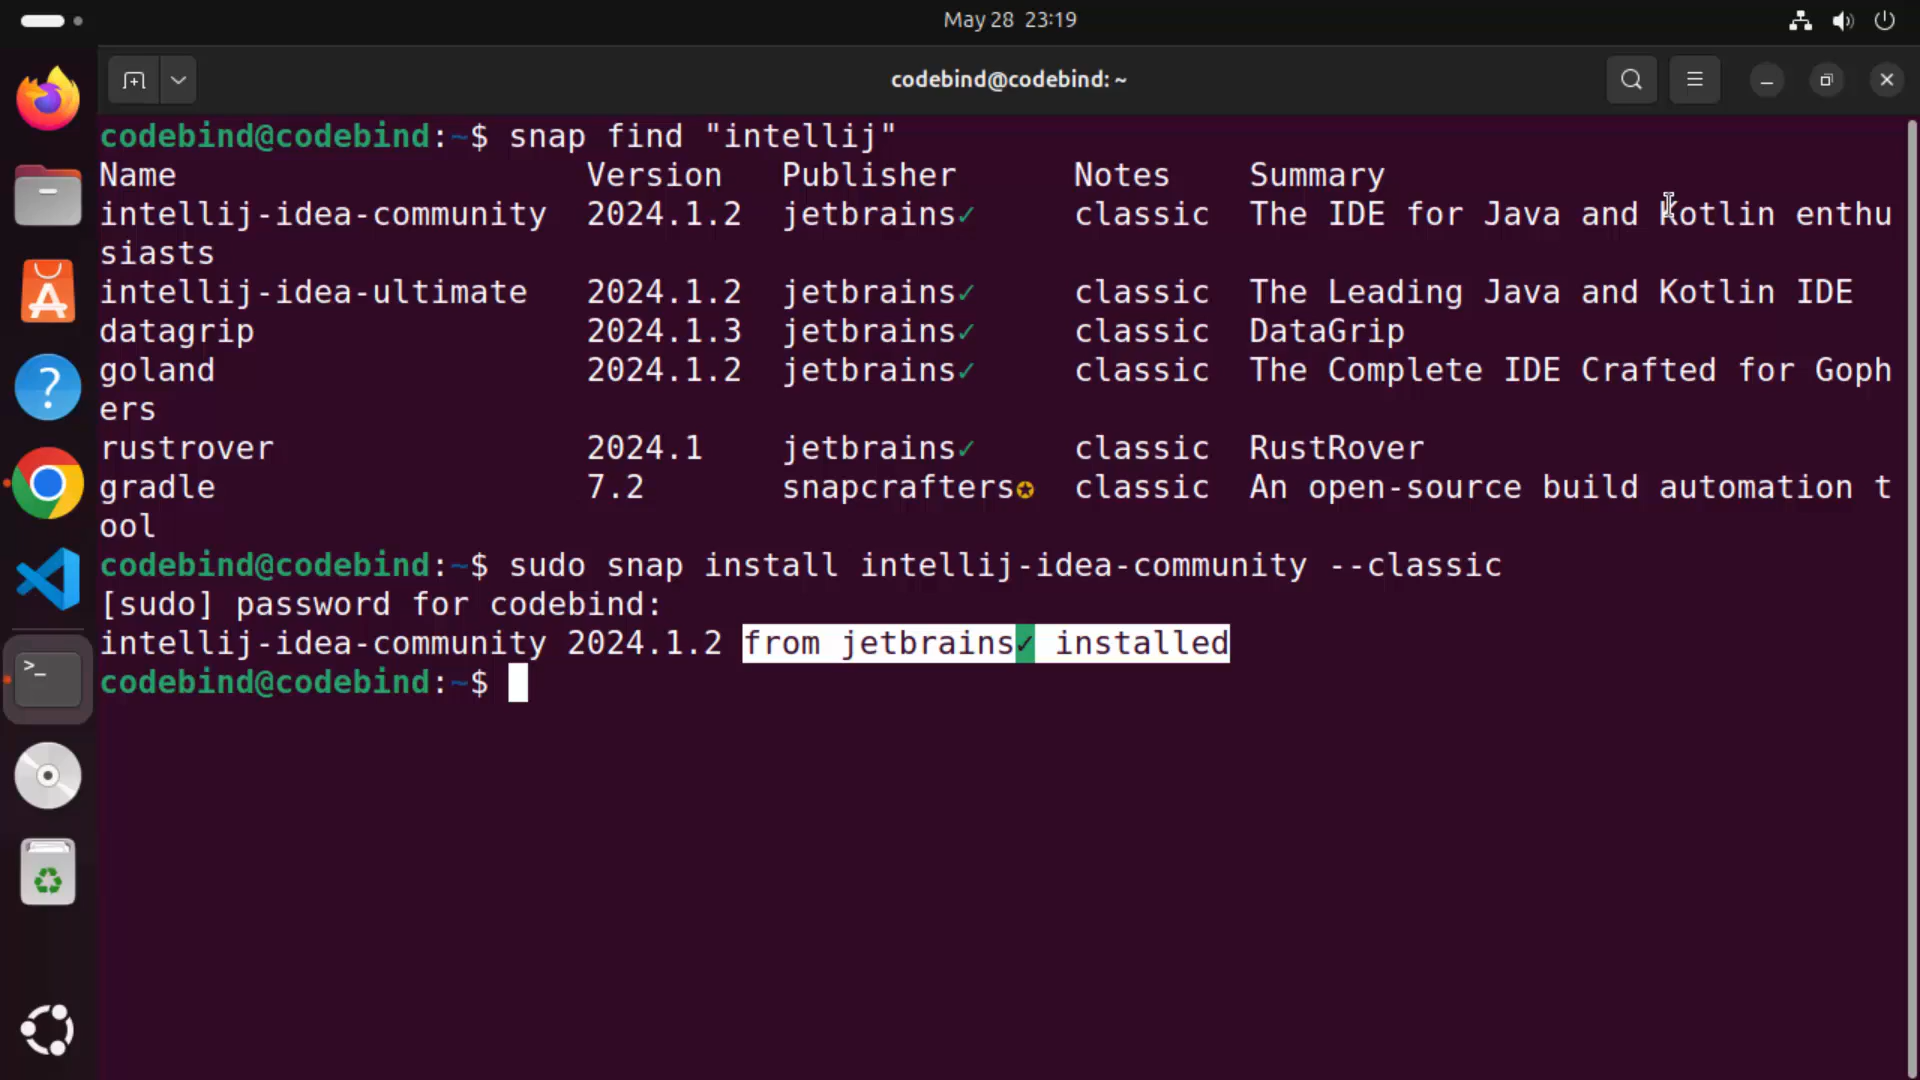 May 28 23:19
codebind@codebind: ~
codebind@codebind:~$ snap find "intellij"
Name Version Publisher Notes Summary
intellij-idea-community 2024.1.2 jetbrains✓ classic The IDE for Java and Kotlin enthu
siasts
intellij-idea-ultimate 2024.1.2 jetbrains✓ classic The Leading Java and Kotlin IDE
datagrip 2024.1.3 jetbrains✓ classic DataGrip
goland 2024.1.2 jetbrains✓ classic The Complete IDE Crafted for Goph
ers
rustrover 2024.1 jetbrains✓ classic RustRover
gradle 7.2 snapcrafters✪ classic An open-source build automation t
ool
codebind@codebind:~$ sudo snap install intellij-idea-community --classic
[sudo] password for codebind:
intellij-idea-community 2024.1.2 from jetbrains✓ installed
codebind@codebind:~$